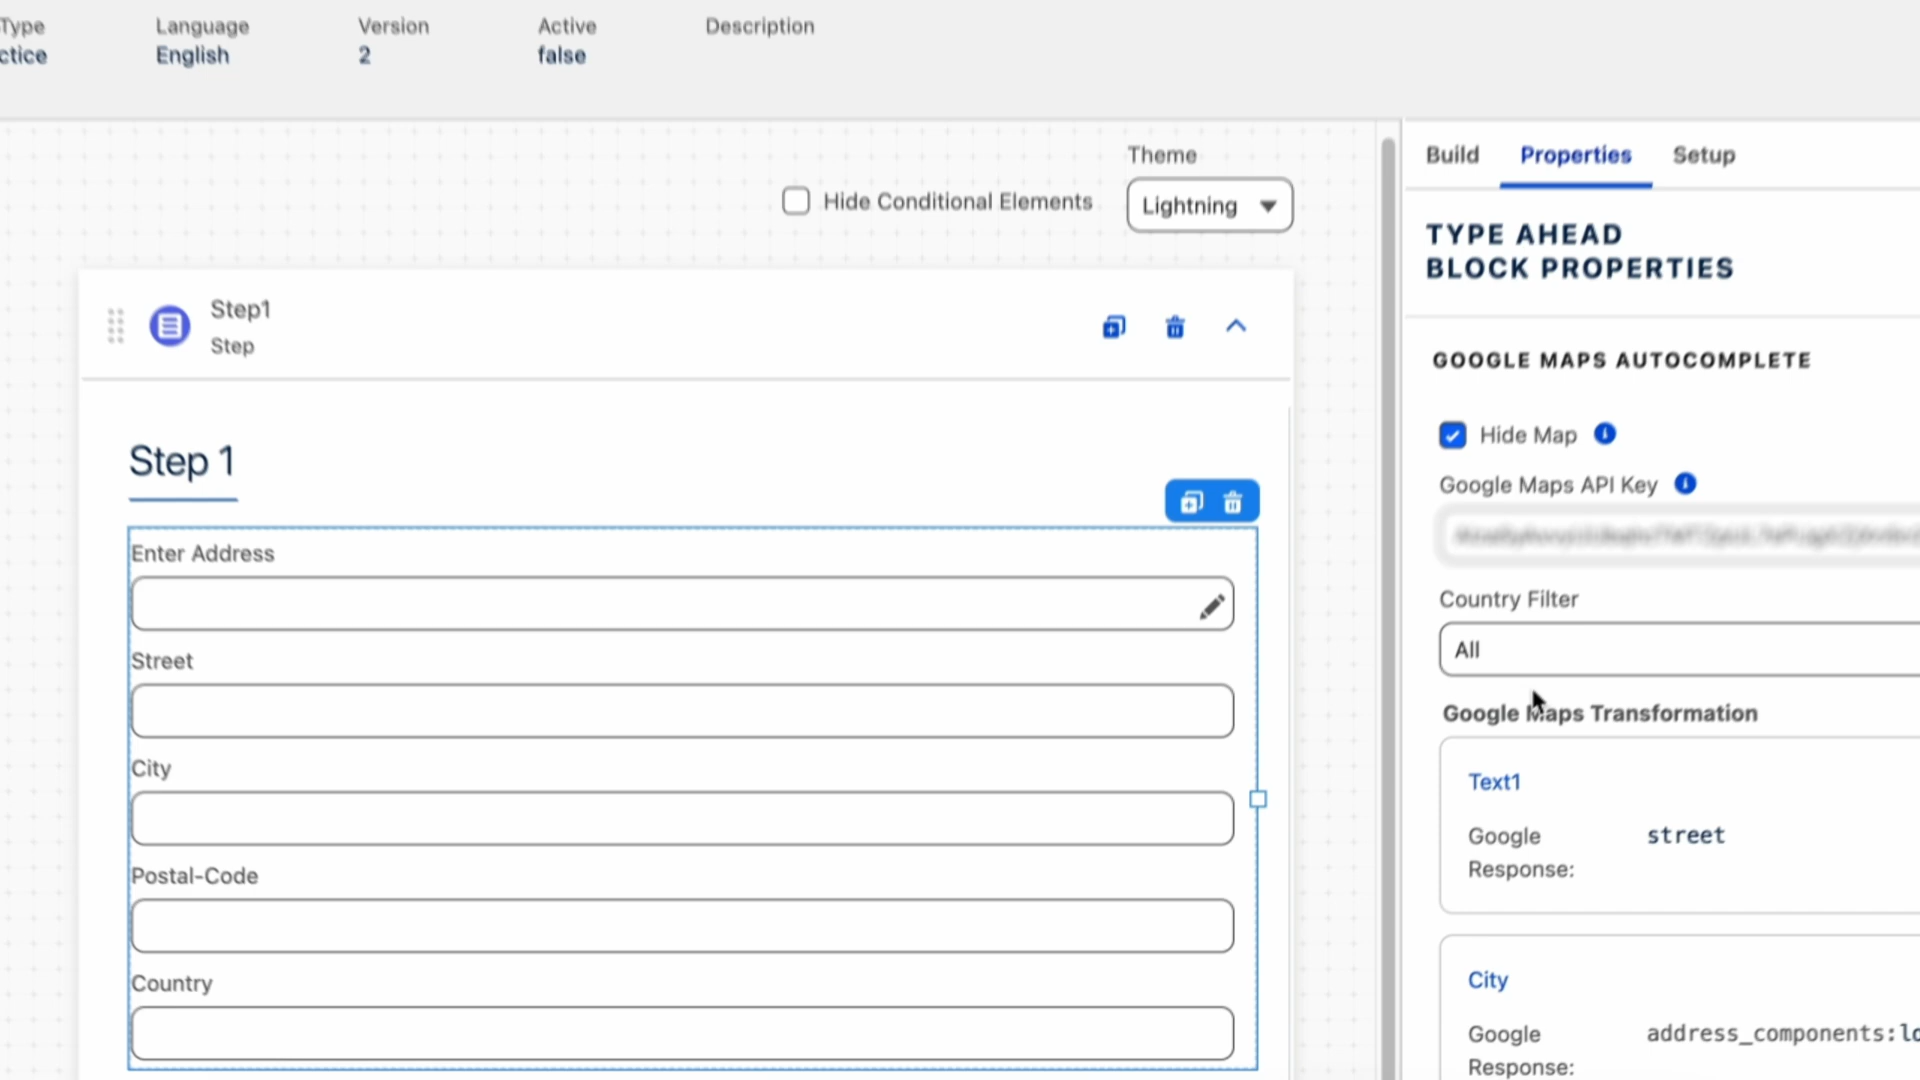 Type
ctice
Language
English
Version
2
Active
false
Description
Theme
Hide Conditional Elements
Lightning
Step1
Step
Step 1
Enter Address
Street
City
Postal-Code
Country
Build
Properties
Setup
TYPE AHEAD
BLOCK PROPERTIES
GOOGLE MAPS AUTOCOMPLETE
Hide Map
Google Maps API Key
Country Filter
All
Google Maps Transformation
Text1
Google
Response:
street
City
Google
Response:
address_components:lo